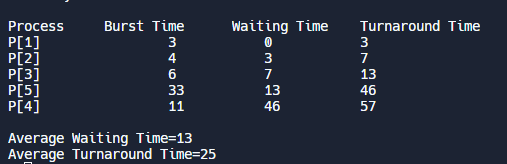 Process Burst Time Waiting Time Turnaround Time
P[1] 3 0 3
P[2] 4 3 7
P[3] 6 7 13
P[5] 33 13 46
P[4] 11 46 57
Average Waiting Time=13
Average Turnaround Time=25